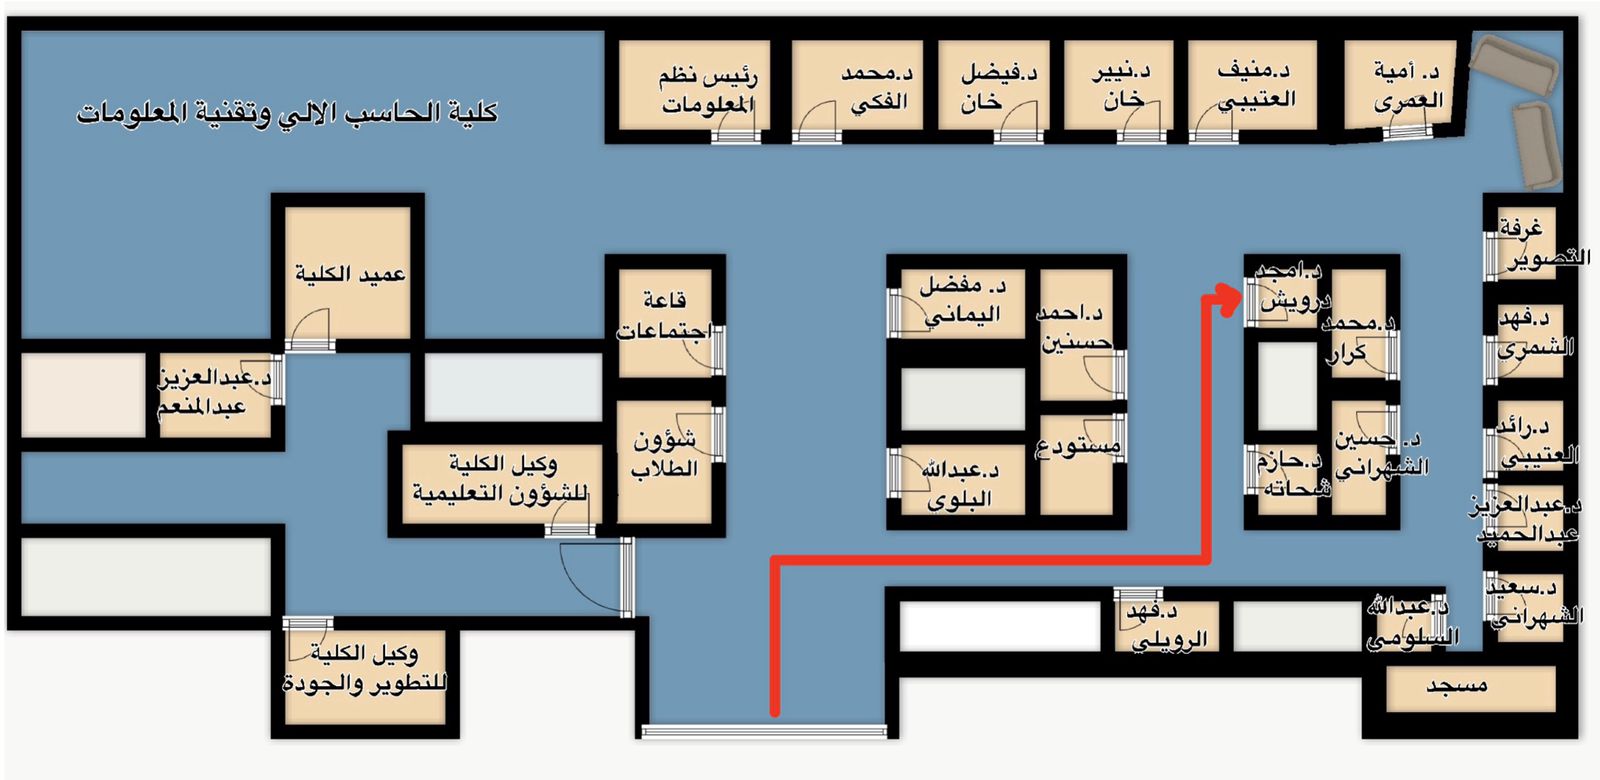 كلية الحاسب الالي وتقنية المعلومات
رئيس نظم
المعلومات
د.محمد
الفكي
د.فيضل
خان
د.نيير
خان
د.منيف
العتيبي
د. أمية
العمرى
غرفة
التصوير
عميد الكلية
قاعة
اجتماعات
د. مفضل
اليماني
د.احمد
حسنين
د.امجد
درويش
د.محمد
كرار
د.فهد
الشمري
د.عبدالعزيز
عبدالمنعم
وكيل الكلية
للشؤون التعليمية
شؤون
الطلاب
د.عبدالله
البلوي
مستودع
د.حازم
شحاته
د. حسين
الشهراني
د.رائد
العتيبي
د.عبدالعزيز
عبدالحميد
د.سعيد
الشهراني
د.فهد
الرويلي
د.عبدالله
السلومي
وكيل الكلية
للتطوير والجودة
مسجد